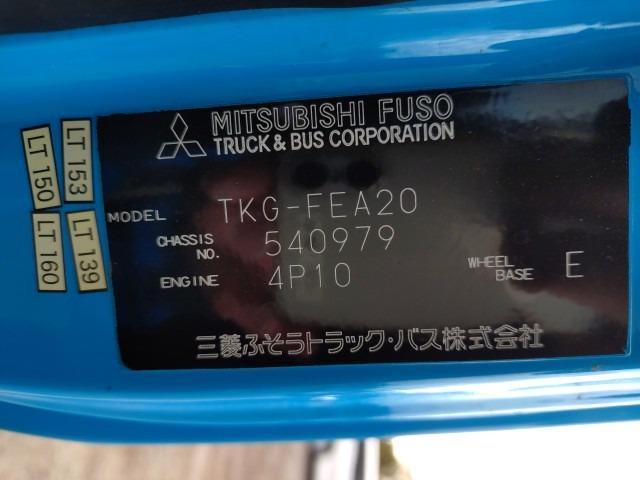 MITSUBISHI FUSO
TRUCK & BUS CORPORATION
LT 150
LT 153
LT 160
LT 139
MODEL TKG-FEA20
CHASSIS NO. 540979
ENGINE 4P10
WHEEL BASE E
三菱ふそうトラック・バス株式会社